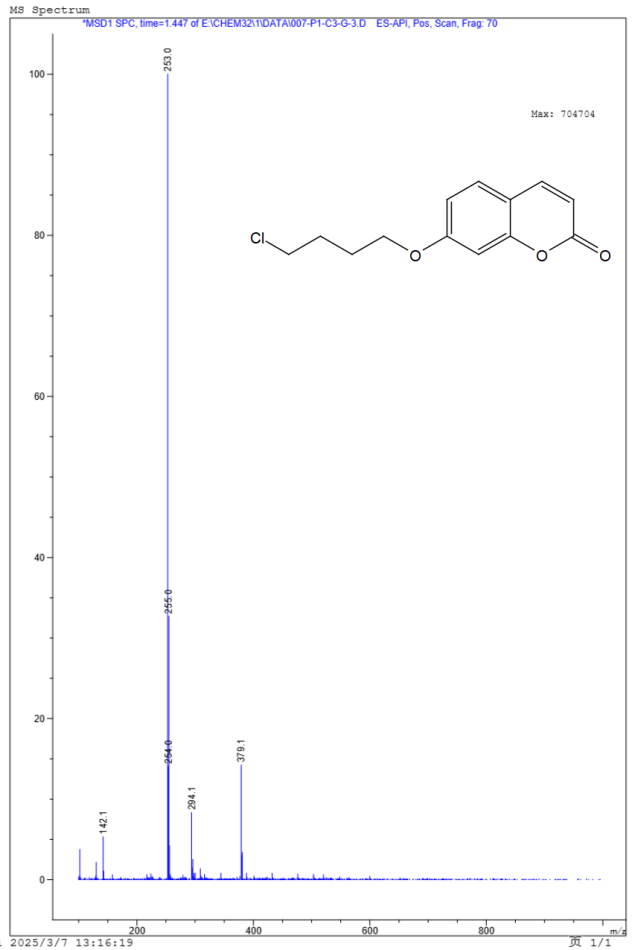 MS Spectrum
*MSD1 SPC, time=1.447 of E:\CHEM32\1\DATA\007-P1-C3-G-3.D    ES-API, Pos, Scan, Frag: 70
253.0
100
Max: 704704
80
Cl
O
O
O
60
40
255.0
20
254.0
379.1
294.1
142.1
0
200
400
600
800
m/z
2025/3/7 13:16:19
页 1/1